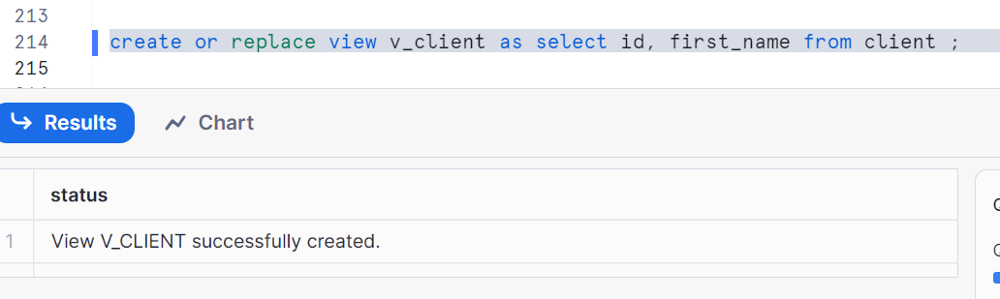 213
214 create or replace view v_client as select id, first_name from client ;
215
Results Chart
status
1 View V_CLIENT successfully created.